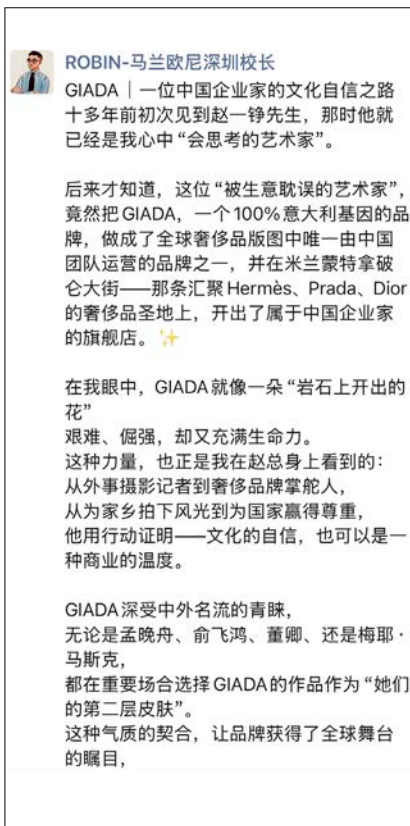 ROBIN-马兰欧尼深圳校长
GIADA｜一位中国企业家的文化自信之路
十多年前初次见到赵一铮先生，那时他就
已经是我心中“会思考的艺术家”。
后来才知道，这位“被生意耽误的艺术家”，
竟然把GIADA，一个100%意大利基因的品
牌，做成了全球奢侈品版图中唯一由中国
团队运营的品牌之一，并在米兰蒙特拿破
仑大街——那条汇聚Hermès、Prada、Dior
的奢侈品圣地上，开出了属于中国企业家
的旗舰店。✨
在我眼中，GIADA就像一朵“岩石上开出的
花”
艰难、倔强，却又充满生命力。
这种力量，也正是我在赵总身上看到的：
从外事摄影记者到奢侈品牌掌舵人，
从为家乡拍下风光到为国家赢得尊重，
他用行动证明——文化的自信，也可以是一
种商业的温度。
GIADA深受中外名流的青睐，
无论是孟晚舟、俞飞鸿、董卿、还是梅耶·
马斯克，
都在重要场合选择GIADA的作品作为“她们
的第二层皮肤”。
这种气质的契合，让品牌获得了全球舞台
的瞩目，